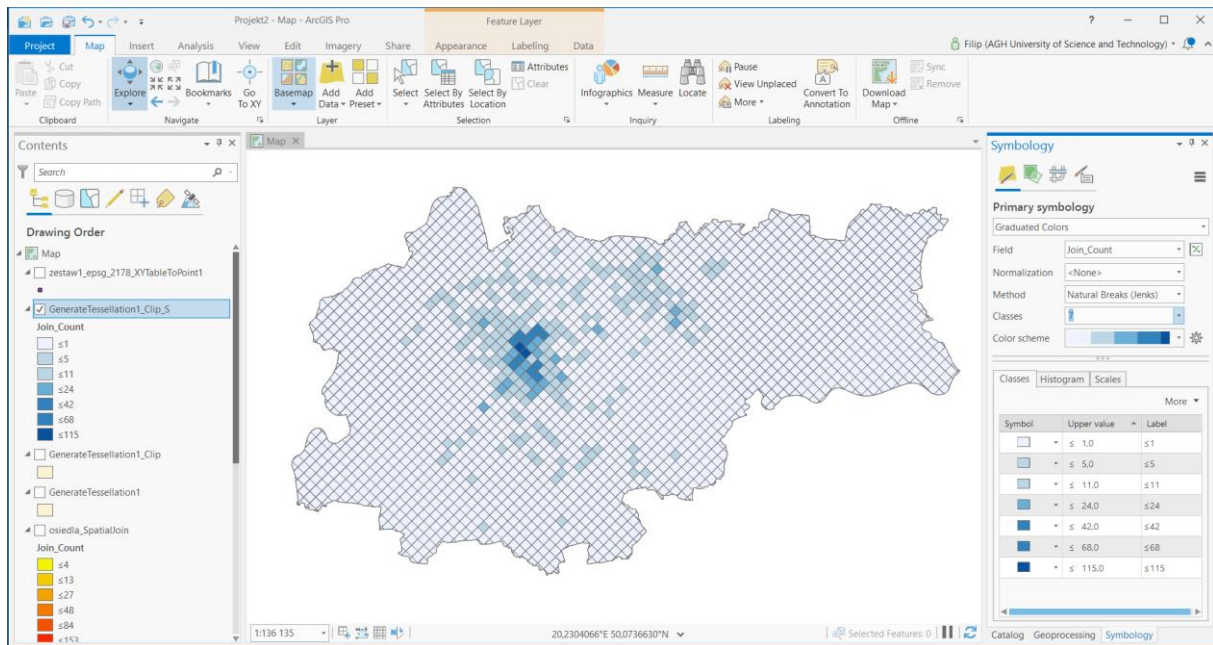 Projekt2 - Map - ArcGIS Pro
Feature Layer
?
Project Map Insert Analysis View Edit Imagery Share Appearance Labeling Data
Filip (AGH University of Science and Technology)
Paste
Cut
Copy
Copy Path
Clipboard
Explore
Bookmarks
Go To XY
Navigate
Basemap
Add Data
Add Preset
Layer
Select
Select By Attributes
Select By Location
Attributes
Clear
Selection
Infographics
Measure
Locate
Inquiry
Pause
View Unplaced
More
Convert To Annotation
Labeling
Download Map
Sync
Remove
Offline
Contents
Search
Drawing Order
Map
zestaw1_epsg_2178_XYTableToPoint1
GenerateTessellation1_Clip_S
Join_Count
≤1
≤5
≤11
≤24
≤42
≤68
≤115
GenerateTessellation1_Clip
GenerateTessellation1
osiedla_SpatialJoin
Join_Count
≤4
≤13
≤27
≤48
≤84
≤153
Map
1:136 135
20,2304066°E 50,0736630°N
Selected Features: 0
Symbology
Primary symbology
Graduated Colors
Field Join_Count
Normalization <None>
Method Natural Breaks (Jenks)
Classes 7
Color scheme
Classes Histogram Scales
More
Symbol Upper value Label
≤ 1,0 ≤1
≤ 5,0 ≤5
≤ 11,0 ≤11
≤ 24,0 ≤24
≤ 42,0 ≤42
≤ 68,0 ≤68
≤ 115,0 ≤115
Catalog Geoprocessing Symbology